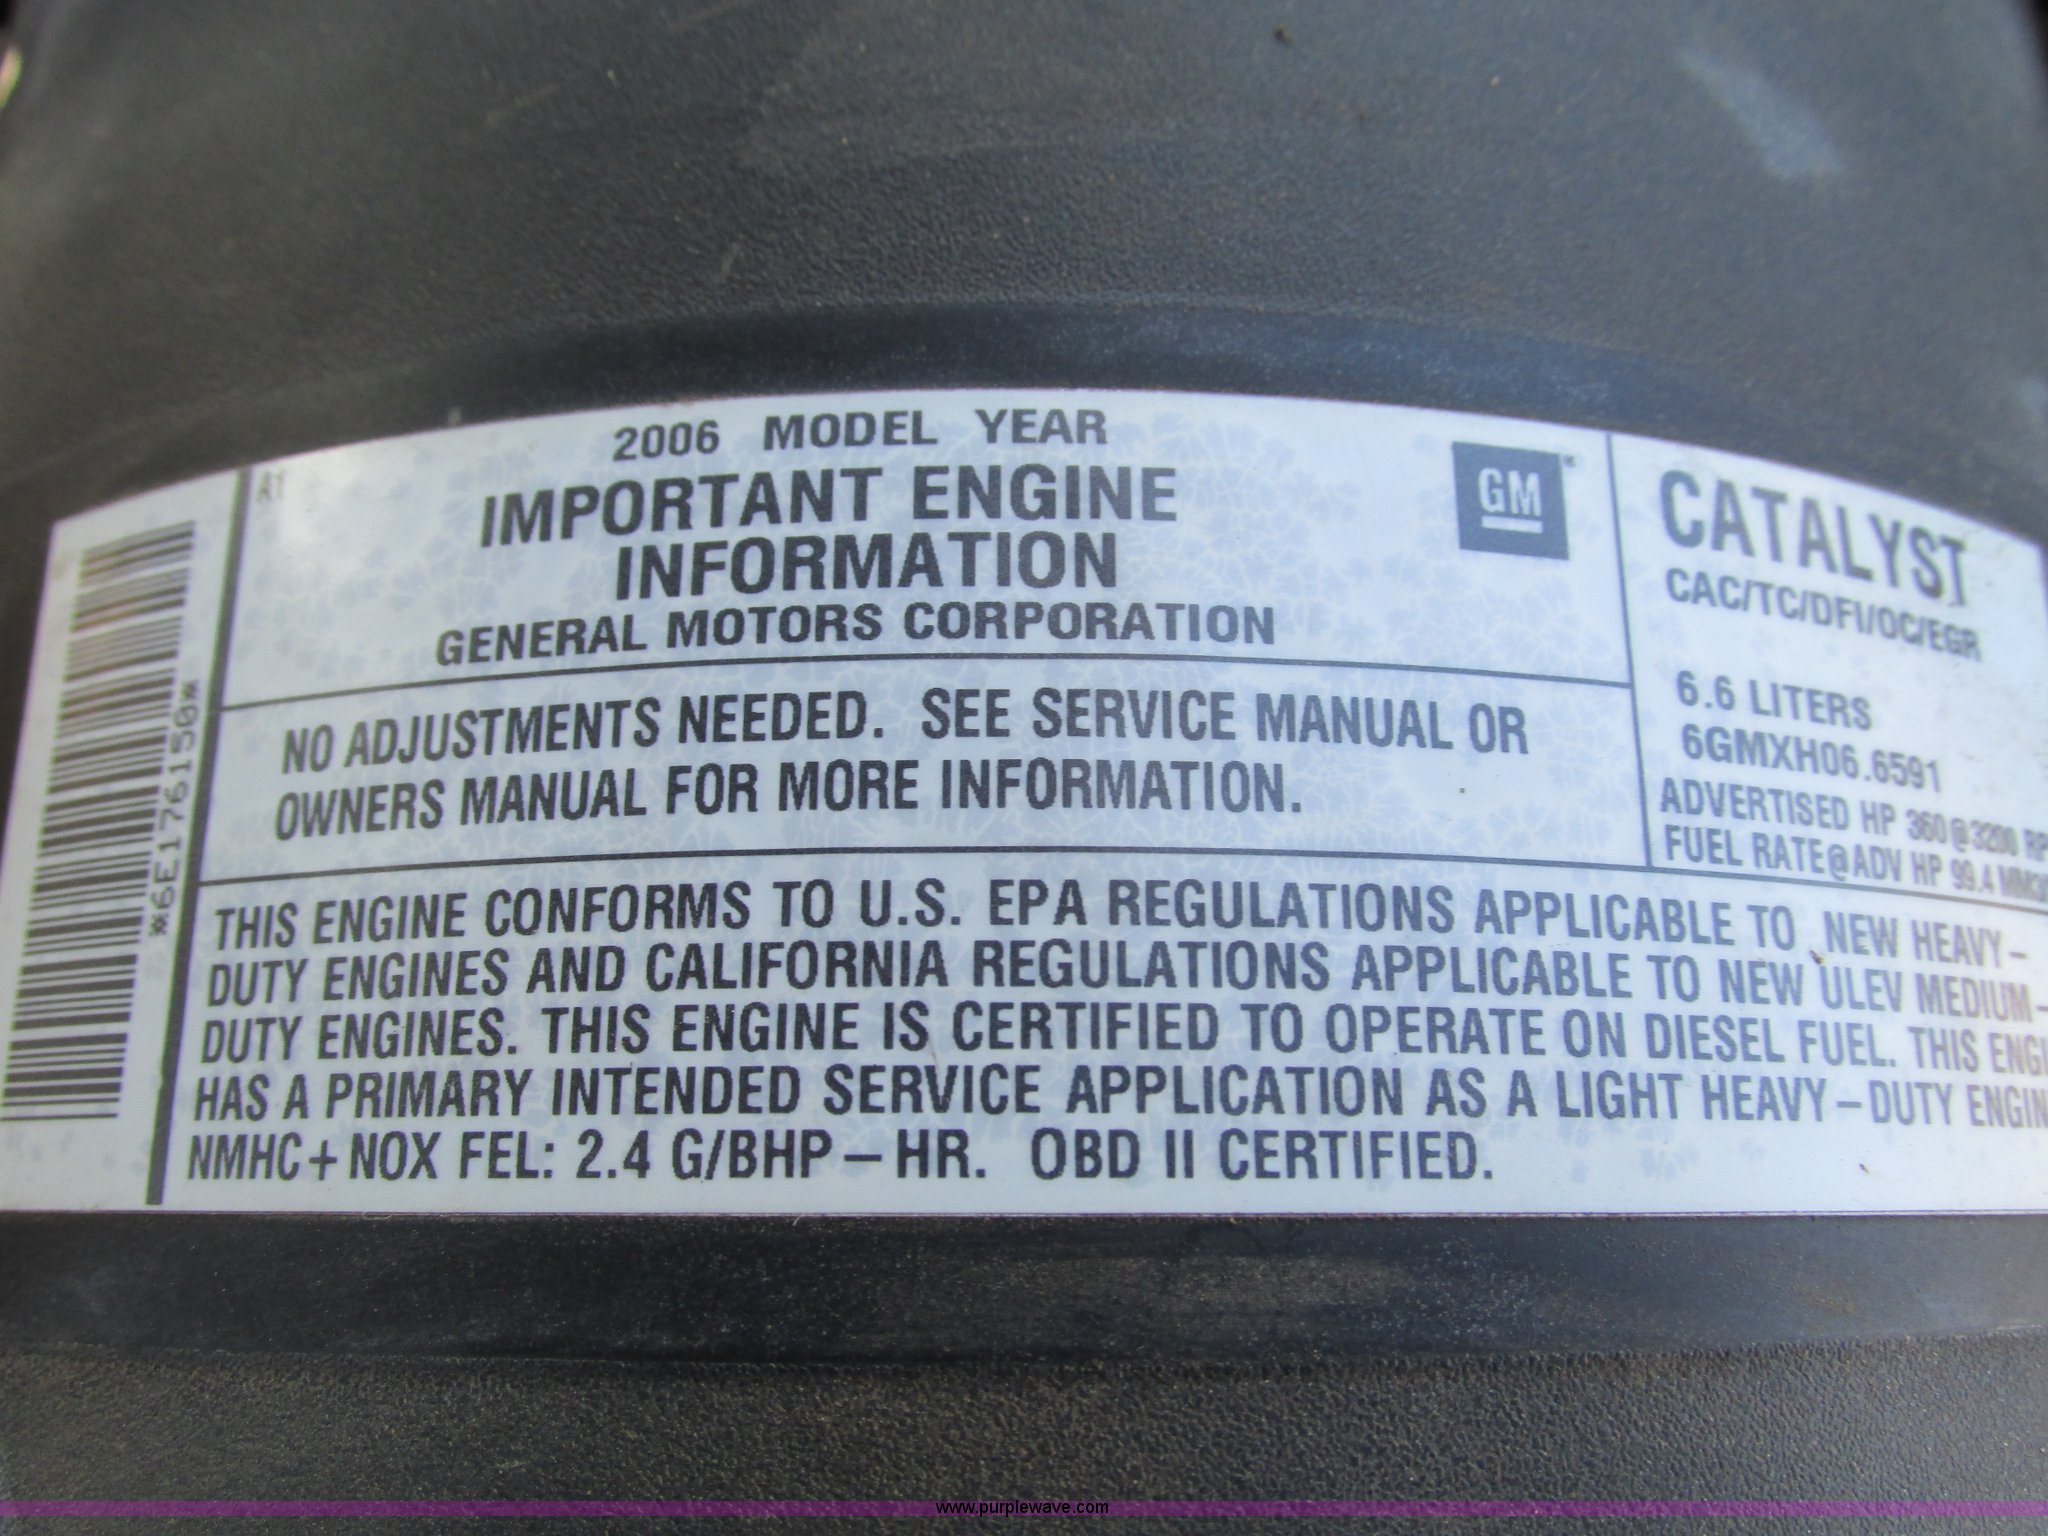 2006 MODEL YEAR
IMPORTANT ENGINE
INFORMATION
GENERAL MOTORS CORPORATION
GM
A1
*6E176150*
NO ADJUSTMENTS NEEDED. SEE SERVICE MANUAL OR
OWNERS MANUAL FOR MORE INFORMATION.
CATALYST
CAC/TC/DFI/OC/EGR
6.6 LITERS
6GMXH06.6591
ADVERTISED HP 360@3200
FUEL RATE@ADV HP 99.4
THIS ENGINE CONFORMS TO U.S. EPA REGULATIONS APPLICABLE TO NEW HEAVY-
DUTY ENGINES AND CALIFORNIA REGULATIONS APPLICABLE TO NEW ULEV MEDIUM-
DUTY ENGINES. THIS ENGINE IS CERTIFIED TO OPERATE ON DIESEL FUEL. THIS ENGI
HAS A PRIMARY INTENDED SERVICE APPLICATION AS A LIGHT HEAVY-DUTY ENGIN
NMHC+NOX FEL: 2.4 G/BHP-HR. OBD II CERTIFIED.
www.purplewave.com